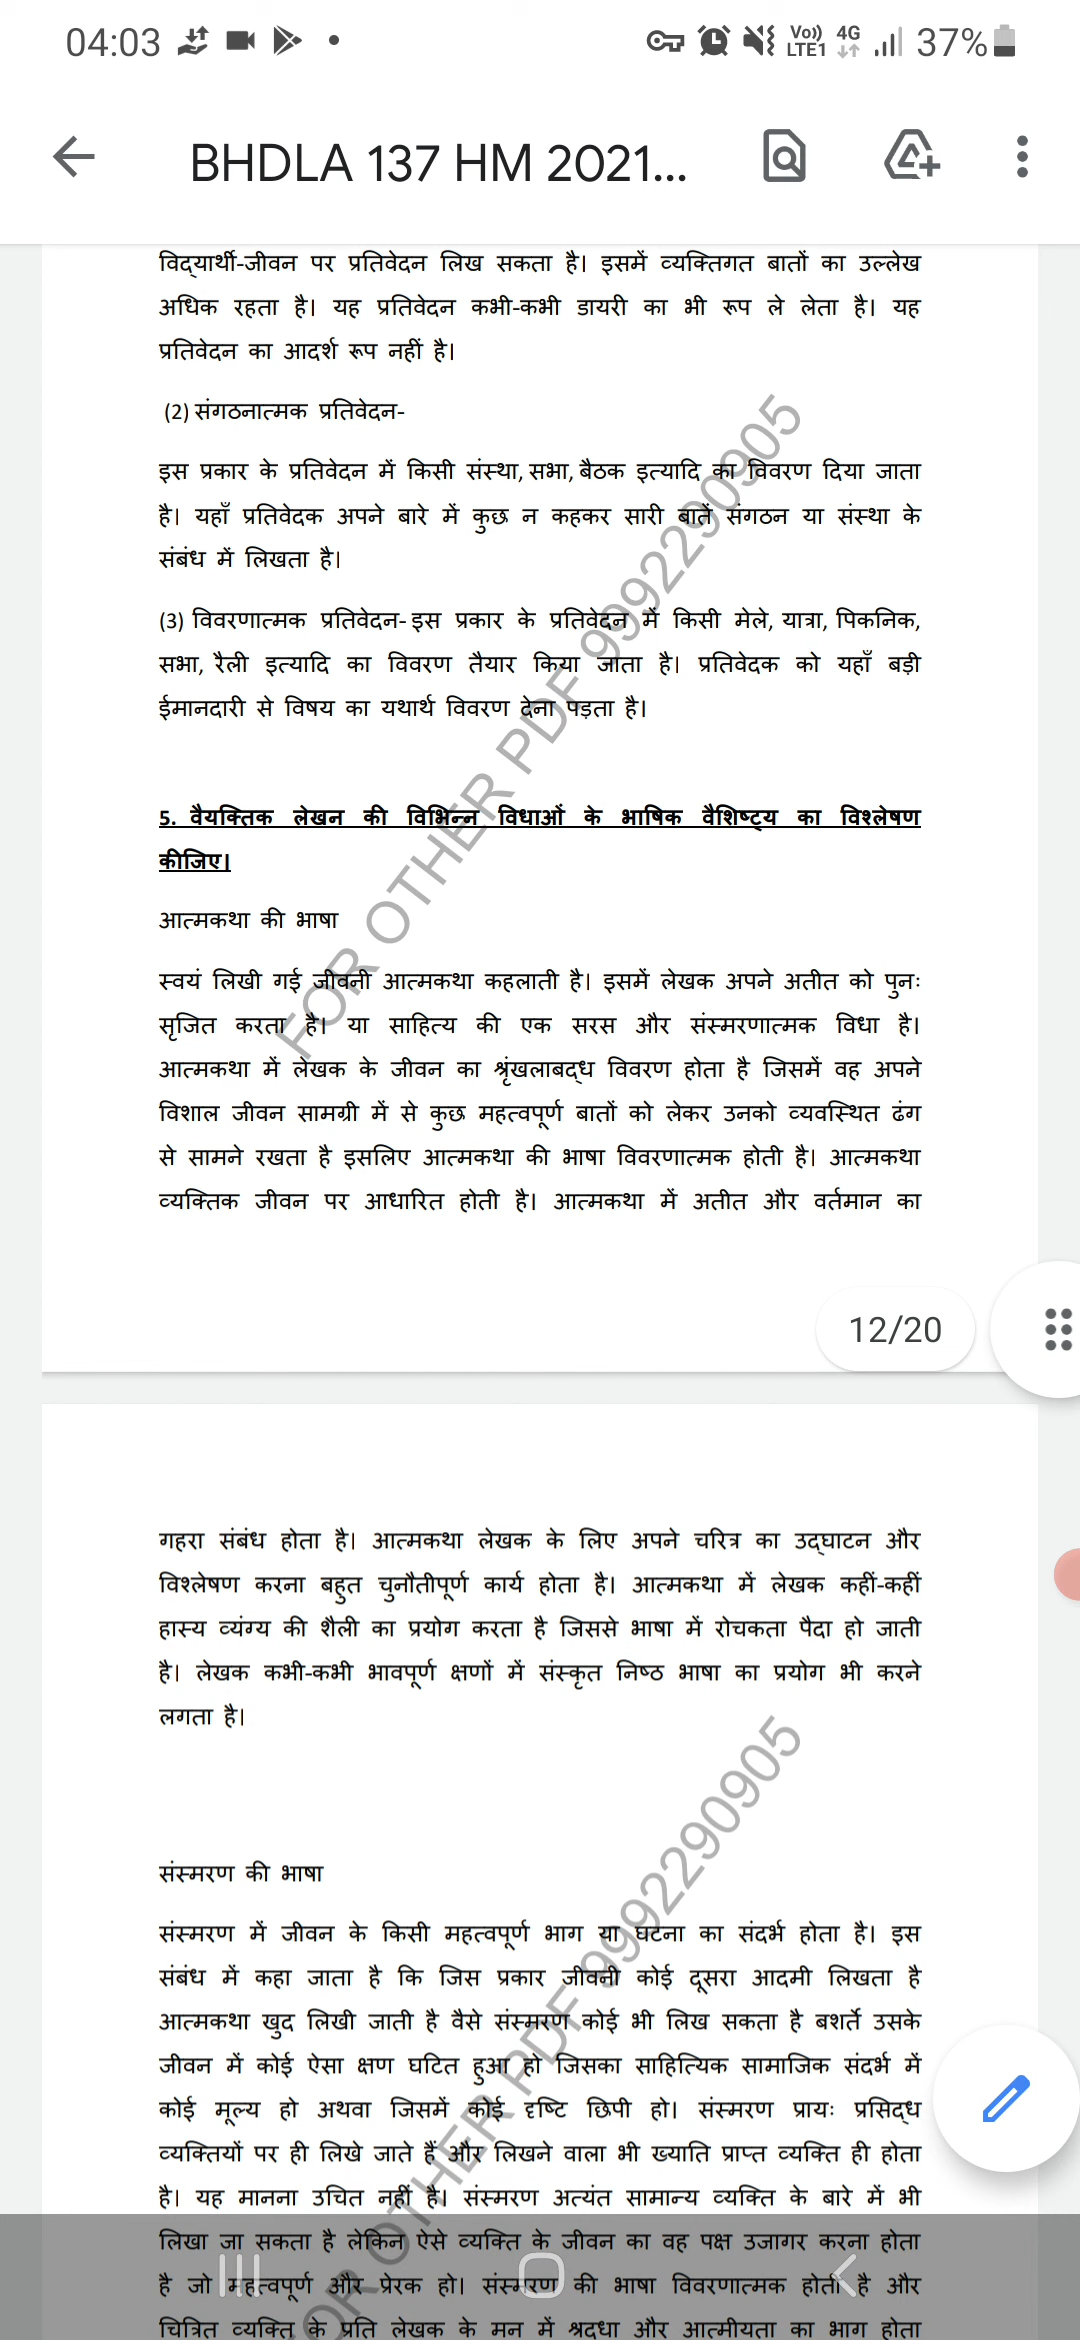 04:03
Vo)) LTE1 4G 37%
BHDLA 137 HM 2021...
विद्यार्थी-जीवन पर प्रतिवेदन लिख सकता है। इसमें व्यक्तिगत बातों का उल्लेख
अधिक रहता है। यह प्रतिवेदन कभी-कभी डायरी का भी रूप ले लेता है। यह
प्रतिवेदन का आदर्श रूप नहीं है।
(2) संगठनात्मक प्रतिवेदन-
इस प्रकार के प्रतिवेदन में किसी संस्था, सभा, बैठक इत्यादि का विवरण दिया जाता
है। यहाँ प्रतिवेदक अपने बारे में कुछ न कहकर सारी बातें संगठन या संस्था के
संबंध में लिखता है।
(3) विवरणात्मक प्रतिवेदन- इस प्रकार के प्रतिवेदन में किसी मेले, यात्रा, पिकनिक,
सभा, रैली इत्यादि का विवरण तैयार किया जाता है। प्रतिवेदक को यहाँ बड़ी
ईमानदारी से विषय का यथार्थ विवरण देना पड़ता है।
5. वैयक्तिक लेखन की विभिन्न विधाओं के भाषिक वैशिष्ट्य का विश्लेषण
कीजिए।
आत्मकथा की भाषा
स्वयं लिखी गई जीवनी आत्मकथा कहलाती है। इसमें लेखक अपने अतीत को पुनः
सृजित करता है। या साहित्य की एक सरस और संस्मरणात्मक विधा है।
आत्मकथा में लेखक के जीवन का श्रृंखलाबद्ध विवरण होता है जिसमें वह अपने
विशाल जीवन सामग्री में से कुछ महत्वपूर्ण बातों को लेकर उनको व्यवस्थित ढंग
से सामने रखता है इसलिए आत्मकथा की भाषा विवरणात्मक होती है। आत्मकथा
व्यक्तिक जीवन पर आधारित होती है। आत्मकथा में अतीत और वर्तमान का
FOR OTHER PDF 9992290905
12/20
गहरा संबंध होता है। आत्मकथा लेखक के लिए अपने चरित्र का उद्घाटन और
विश्लेषण करना बहुत चुनौतीपूर्ण कार्य होता है। आत्मकथा में लेखक कहीं-कहीं
हास्य व्यंग्य की शैली का प्रयोग करता है जिससे भाषा में रोचकता पैदा हो जाती
है। लेखक कभी-कभी भावपूर्ण क्षणों में संस्कृत निष्ठ भाषा का प्रयोग भी करने
लगता है।
संस्मरण की भाषा
संस्मरण में जीवन के किसी महत्वपूर्ण भाग या घटना का संदर्भ होता है। इस
संबंध में कहा जाता है कि जिस प्रकार जीवनी कोई दूसरा आदमी लिखता है
आत्मकथा खुद लिखी जाती है वैसे संस्मरण कोई भी लिख सकता है बशर्ते उसके
जीवन में कोई ऐसा क्षण घटित हुआ हो जिसका साहित्यिक सामाजिक संदर्भ में
कोई मूल्य हो अथवा जिसमें कोई दृष्टि छिपी हो। संस्मरण प्रायः प्रसिद्ध
व्यक्तियों पर ही लिखे जाते हैं और लिखने वाला भी ख्याति प्राप्त व्यक्ति ही होता
है। यह मानना उचित नहीं है। संस्मरण अत्यंत सामान्य व्यक्ति के बारे में भी
लिखा जा सकता है लेकिन ऐसे व्यक्ति के जीवन का वह पक्ष उजागर करना होता
है जो महत्वपूर्ण और प्रेरक हो। संस्मरण की भाषा विवरणात्मक होती है और
चित्रित व्यक्ति के प्रति लेखक के मन में श्रद्धा और आत्मीयता का भाग होता
FOR OTHER PDF 9992290905